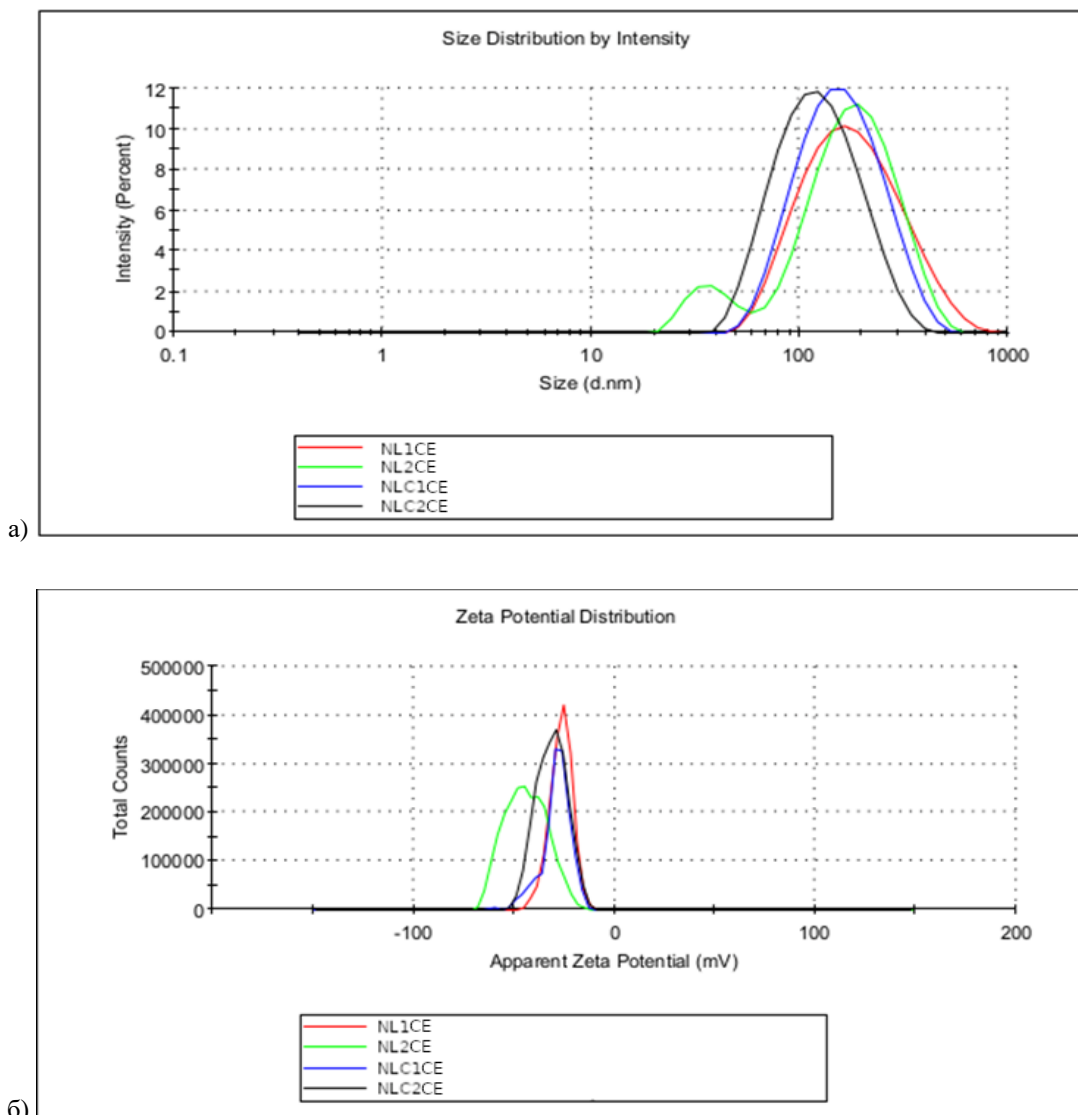 Size Distribution by Intensity
12
10
8
6
4
2
0
Intensity (Percent)
0.1 1 10 100 1000
Size (d.nm)
NL1CE
NL2CE
NLC1CE
NLC2CE
а)
Zeta Potential Distribution
500000
400000
300000
200000
100000
0
Total Counts
-100 0 100 200
Apparent Zeta Potential (mV)
NL1CE
NL2CE
NLC1CE
NLC2CE
б)